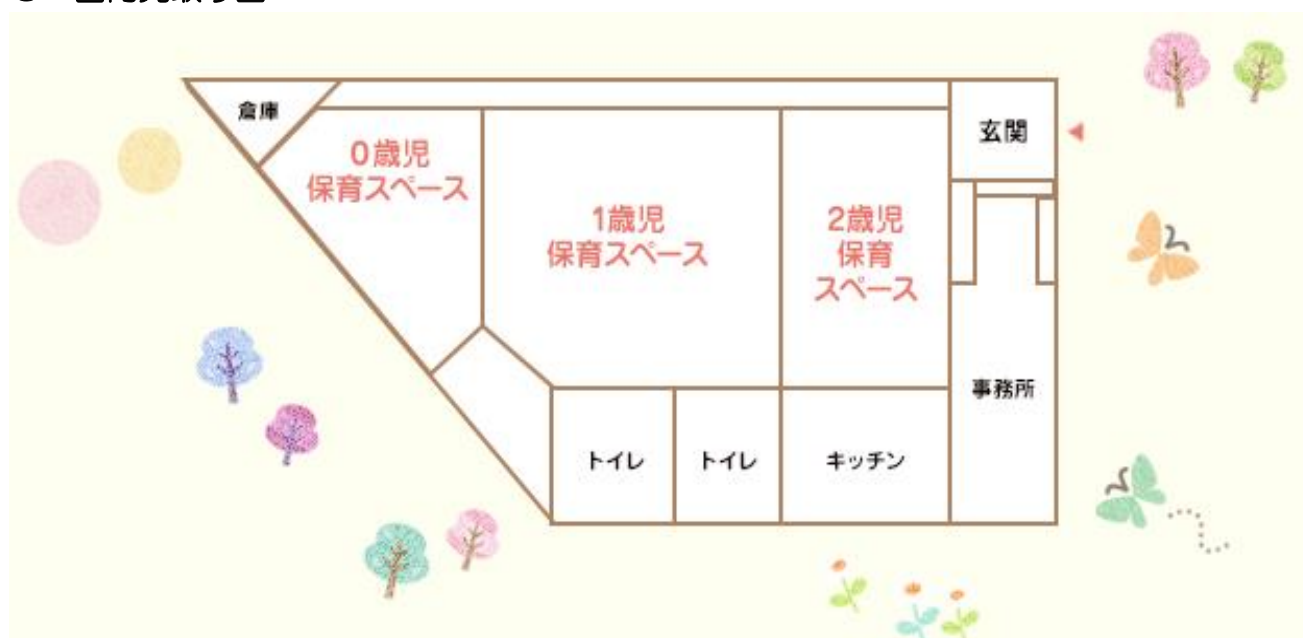 倉庫
0歳児
保育スペース
1歳児
保育スペース
2歳児
保育
スペース
玄関
事務所
トイレ
トイレ
キッチン